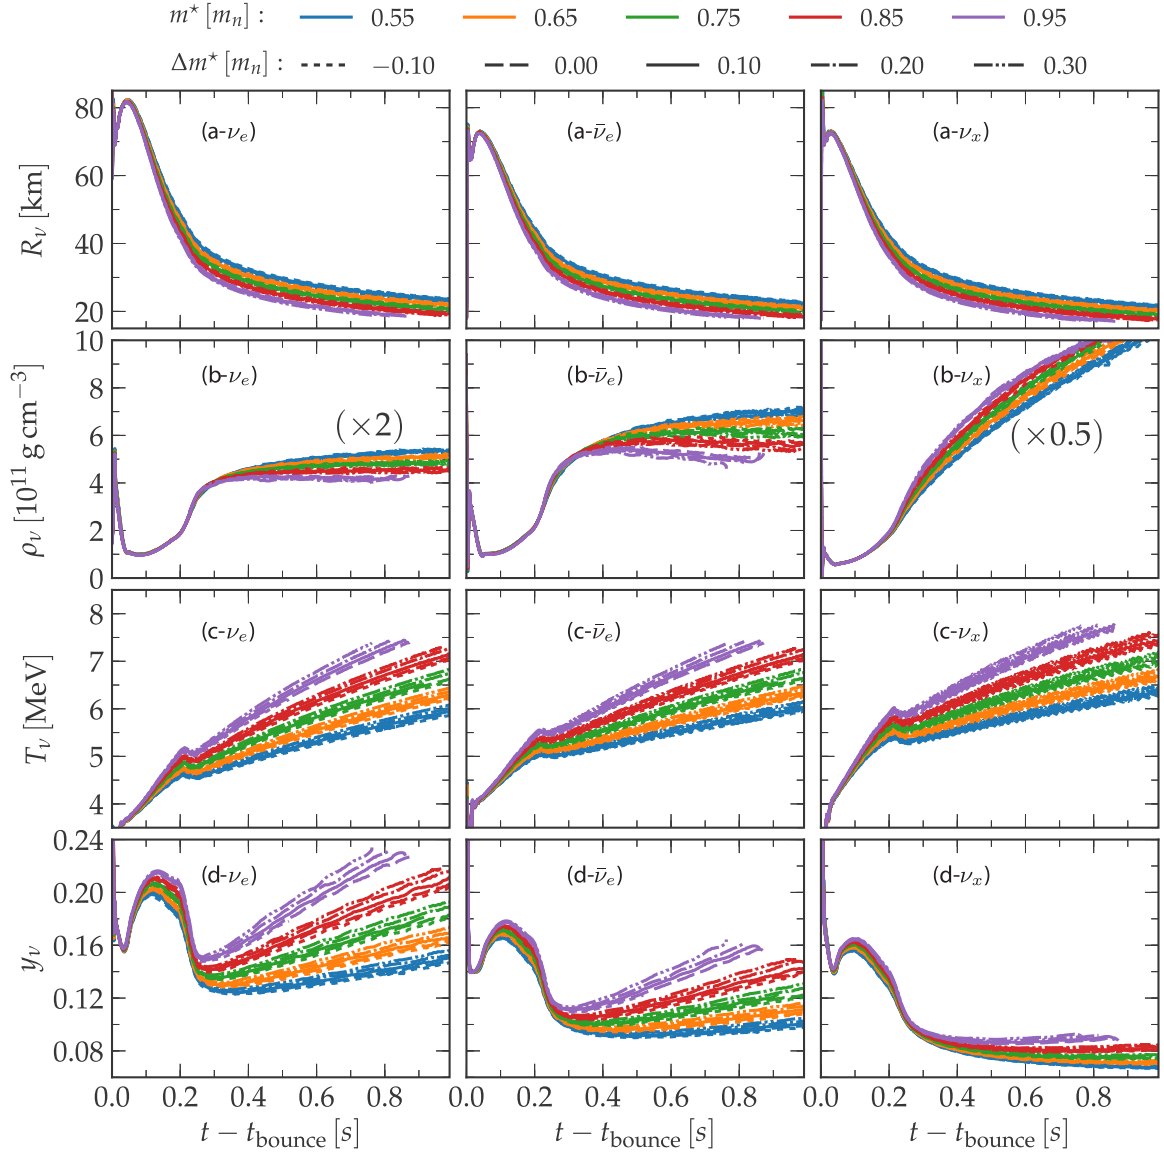 m⋆ [mₙ] : 0.55 0.65 0.75 0.85 0.95
Δm⋆ [mₙ] : −0.10 0.00 0.10 0.20 0.30
80 60 40 20
R_ν [km]
(a-ν_e) (a-ν̄_e) (a-ν_x)
10 8 6 4 2 0
ρ_ν [10¹¹ g cm⁻³]
(b-ν_e) (b-ν̄_e) (b-ν_x)
(×2) (×0.5)
8 7 6 5 4
T_ν [MeV]
(c-ν_e) (c-ν̄_e) (c-ν_x)
0.24 0.20 0.16 0.12 0.08
y_ν
(d-ν_e) (d-ν̄_e) (d-ν_x)
0.0 0.2 0.4 0.6 0.8 0.0 0.2 0.4 0.6 0.8 0.0 0.2 0.4 0.6 0.8
t − t_bounce [s] t − t_bounce [s] t − t_bounce [s]